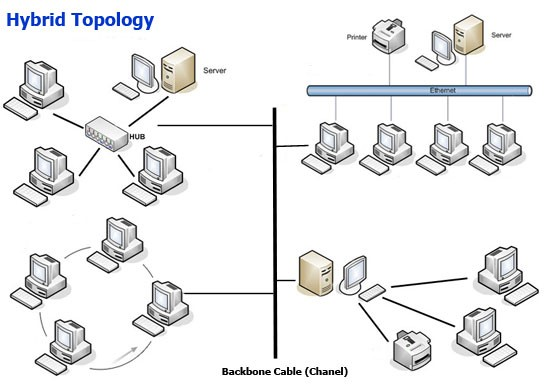 Hybrid Topology
Printer
Server
Server
Ethernet
HUB
Backbone Cable (Chanel)